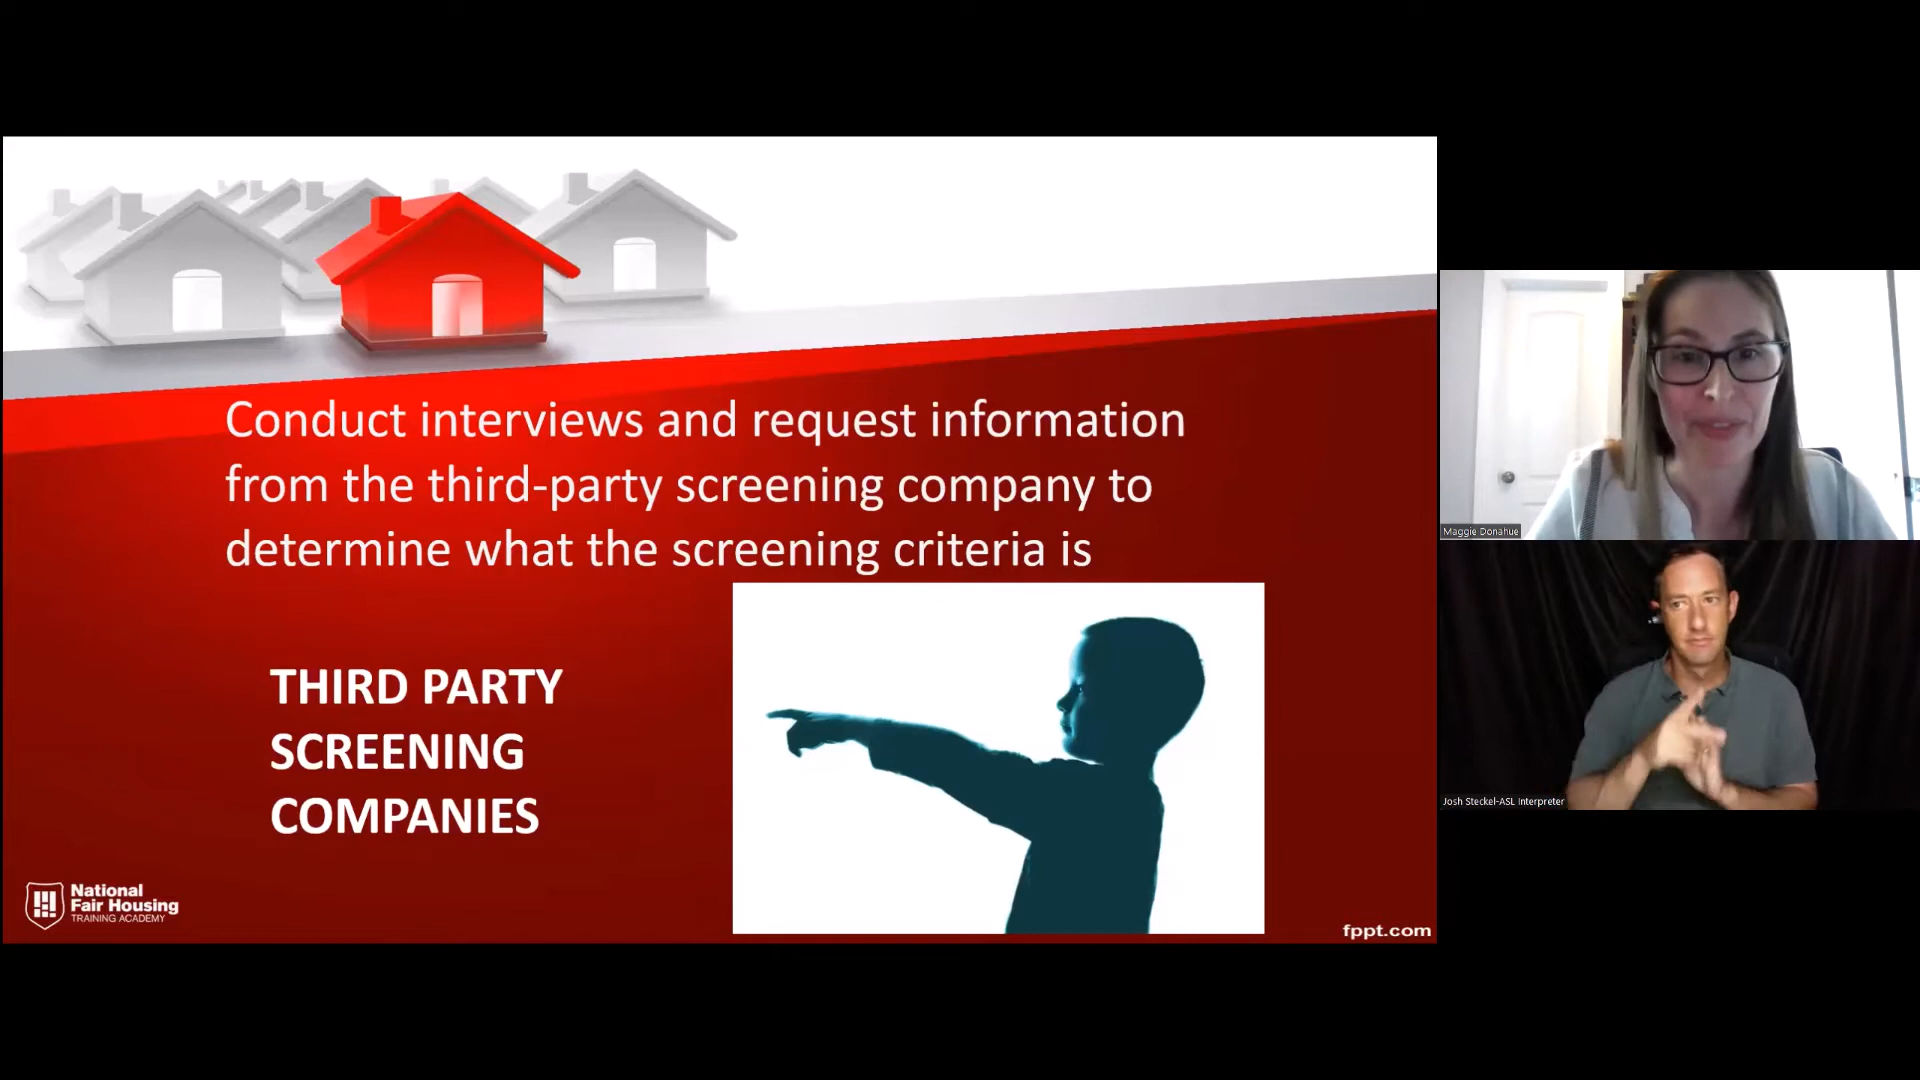 Conduct interviews and request information
from the third-party screening company to
determine what the screening criteria is
THIRD PARTY
SCREENING
COMPANIES
National
Fair Housing
TRAINING ACADEMY
fppt.com
Maggie Donahue
Josh Steckel-ASL Interpreter